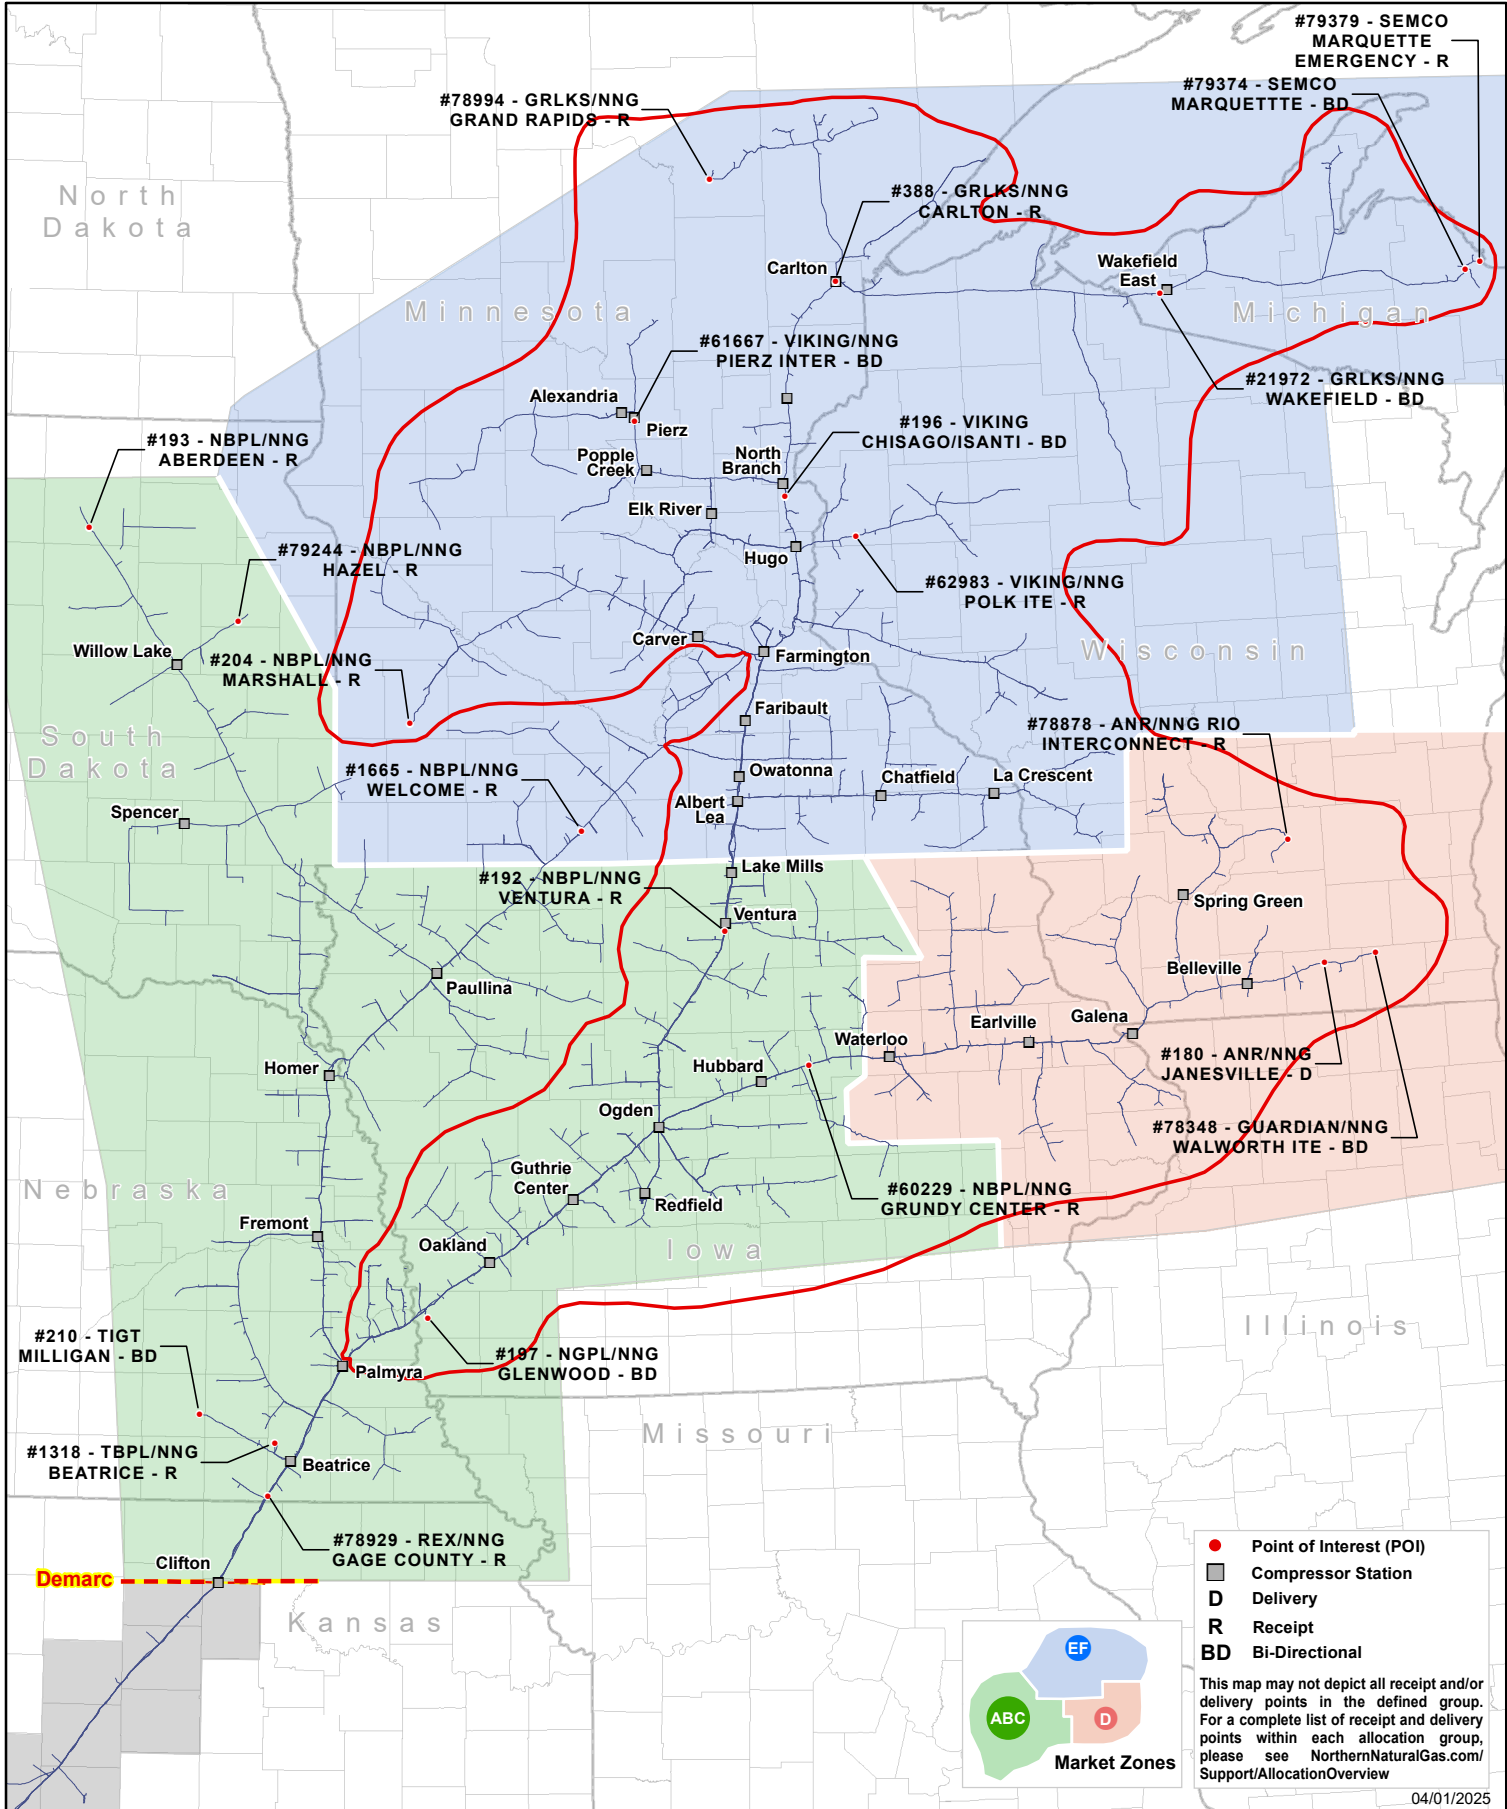 #79379 - SEMCO
MARQUETTE
EMERGENCY - R
#79374 - SEMCO
MARQUETTTE - BD
#78994 - GRLKS/NNG
GRAND RAPIDS - R
North
Dakota
#388 - GRLKS/NNG
CARLTON - R
Carlton
Wakefield
East
Minnesota
Michigan
#61667 - VIKING/NNG
PIERZ INTER - BD
#21972 - GRLKS/NNG
WAKEFIELD - BD
Alexandria
Pierz
#196 - VIKING
CHISAGO/ISANTI - BD
#193 - NBPL/NNG
ABERDEEN - R
Popple
Creek
North
Branch
Elk River
Hugo
#79244 - NBPL/NNG
HAZEL - R
#62983 - VIKING/NNG
POLK ITE - R
Carver
Farmington
Wisconsin
Willow Lake
#204 - NBPL/NNG
MARSHALL - R
Faribault
#78878 - ANR/NNG RIO
INTERCONNECT - R
South
Dakota
#1665 - NBPL/NNG
WELCOME - R
Owatonna
Chatfield
La Crescent
Albert
Lea
Spencer
Lake Mills
#192 - NBPL/NNG
VENTURA - R
Ventura
Spring Green
Belleville
Paullina
Earlville
Galena
Waterloo
#180 - ANR/NNG
JANESVILLE - D
Homer
Hubbard
Ogden
#78348 - GUARDIAN/NNG
WALWORTH ITE - BD
Guthrie
Center
Redfield
#60229 - NBPL/NNG
GRUNDY CENTER - R
Nebraska
Fremont
Oakland
Iowa
Illinois
#210 - TIGT
MILLIGAN - BD
#197 - NGPL/NNG
GLENWOOD - BD
Palmyra
Missouri
#1318 - TBPL/NNG
BEATRICE - R
Beatrice
#78929 - REX/NNG
GAGE COUNTY - R
Clifton
Demarc
Kansas
Point of Interest (POI)
Compressor Station
D Delivery
R Receipt
BD Bi-Directional
This map may not depict all receipt and/or
delivery points in the defined group.
For a complete list of receipt and delivery
points within each allocation group,
please see NorthernNaturalGas.com/
Support/AllocationOverview
EF
ABC
D
Market Zones
04/01/2025